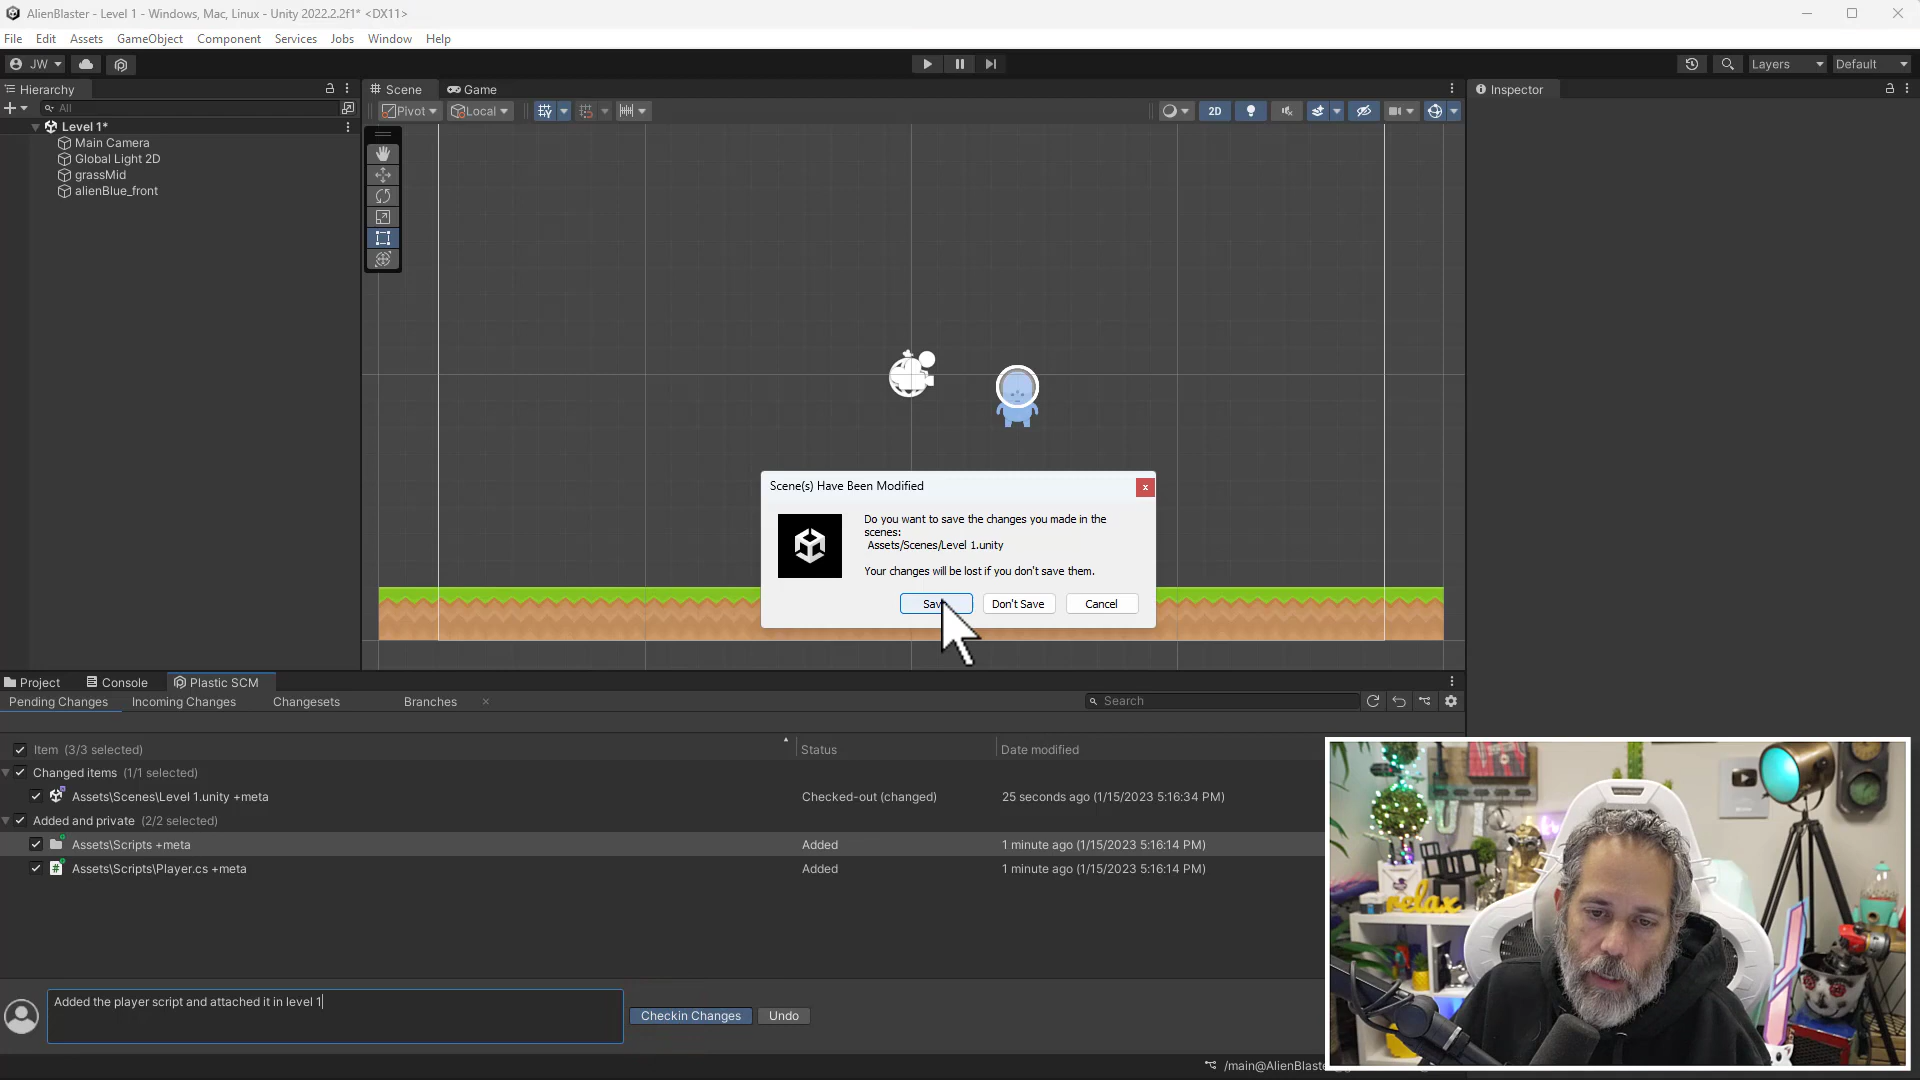 AlienBlaster - Level 1 - Windows, Mac, Linux - Unity 2022.2.2f1* <DX11>
File Edit Assets GameObject Component Services Jobs Window Help
JW Layers Default
Hierarchy Scene Game Inspector
All Pivot Local 2D
Level 1*
Main Camera
Global Light 2D
grassMid
alienBlue_front
Scene(s) Have Been Modified
x
Do you want to save the changes you made in the
scenes:
Assets/Scenes/Level 1.unity
Your changes will be lost if you don't save them.
Don't Save Cancel
Project Console Plastic SCM
Pending Changes Incoming Changes Changesets Branches Search
Item (3/3 selected) Status Date modified
Changed items (1/1 selected)
Assets\Scenes\Level 1.unity +meta Checked-out (changed) 25 seconds ago (1/15/2023 5:16:34 PM)
Added and private (2/2 selected)
Assets\Scripts +meta Added 1 minute ago (1/15/2023 5:16:14 PM)
Assets\Scripts\Player.cs +meta Added 1 minute ago (1/15/2023 5:16:14 PM)
relax
Added the player script and attached it in level 1
Checkin Changes Undo